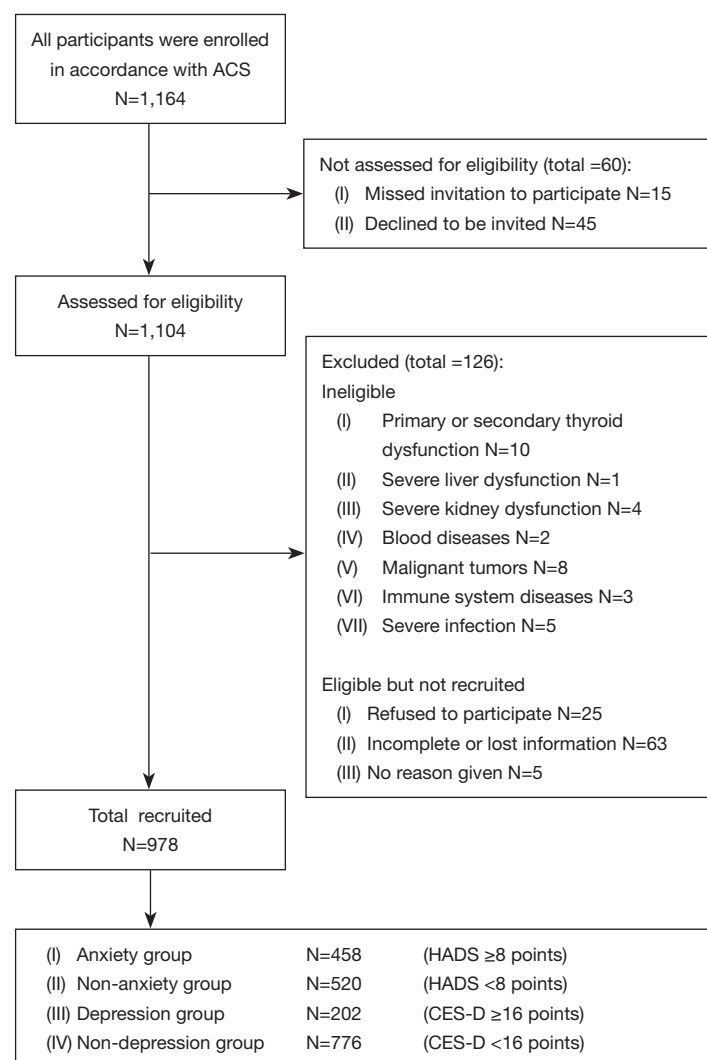 All participants were enrolled
in accordance with ACS
N=1,164
Not assessed for eligibility (total =60):
(I) Missed invitation to participate N=15
(II) Declined to be invited N=45
Assessed for eligibility
N=1,104
Excluded (total =126):
Ineligible
(I) Primary or secondary thyroid
dysfunction N=10
(II) Severe liver dysfunction N=1
(III) Severe kidney dysfunction N=4
(IV) Blood diseases N=2
(V) Malignant tumors N=8
(VI) Immune system diseases N=3
(VII) Severe infection N=5
Eligible but not recruited
(I) Refused to participate N=25
(II) Incomplete or lost information N=63
(III) No reason given N=5
Total recruited
N=978
(I) Anxiety group N=458 (HADS ≥8 points)
(II) Non-anxiety group N=520 (HADS <8 points)
(III) Depression group N=202 (CES-D ≥16 points)
(IV) Non-depression group N=776 (CES-D <16 points)